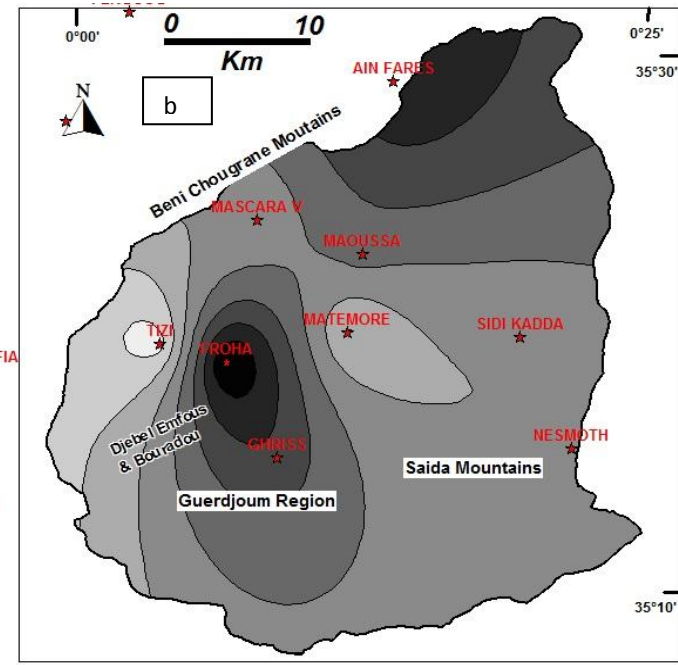 0°00'
0 10
Km
0°25'
35°30'
AIN FARES
N
b
Beni Chougrane Moutains
MASCARA V
MAOUSSA
TIZI
MATEMORE
SIDI KADDA
FROHA
FIA
Djebel Emfous
& Bouradou
GHRISS
NESMOTH
Saida Mountains
Guerdjoum Region
35°10'